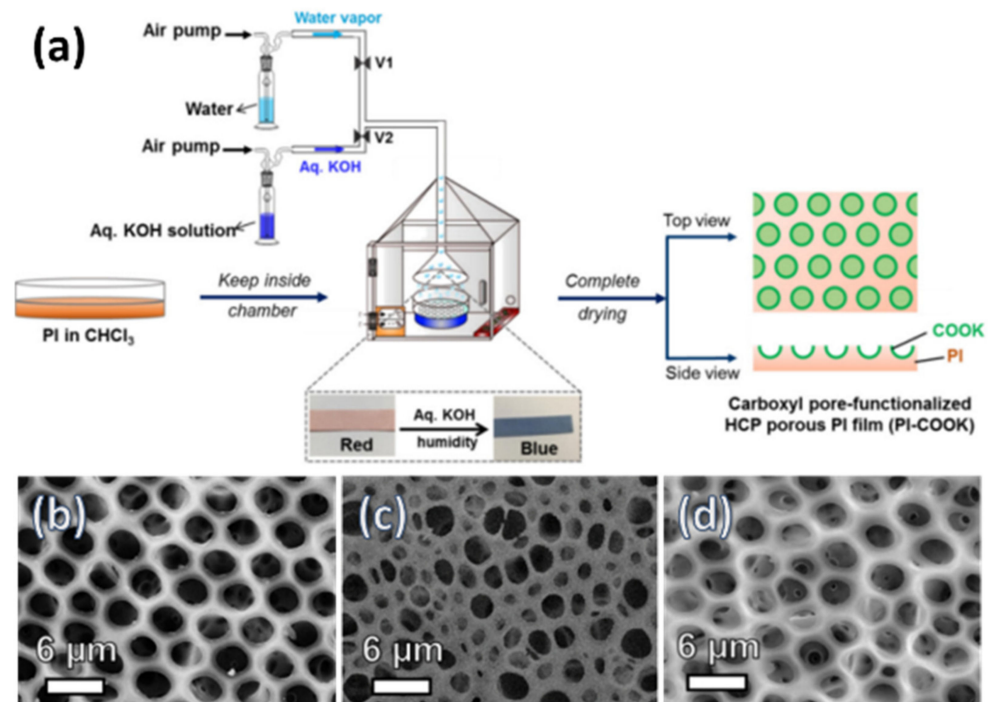 (a)
Water vapor
Air pump
V1
Water
V2
Air pump
Aq. KOH
Aq. KOH solution
Keep inside
chamber
PI in CHCl₃
Complete
drying
Top view
COOK
PI
Side view
Carboxyl pore-functionalized
HCP porous PI film (PI-COOK)
Aq. KOH
humidity
Red
Blue
(b)
6 μm
(c)
6 μm
(d)
6 μm